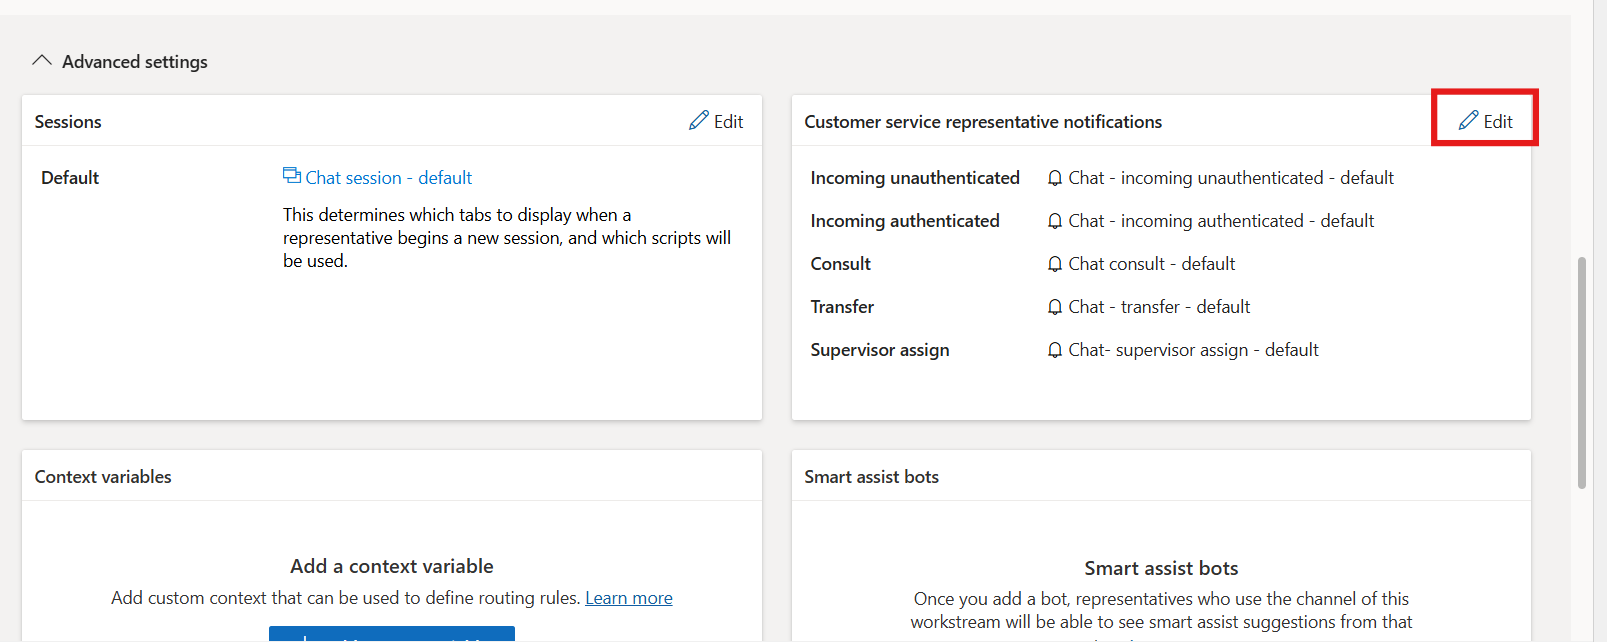 Advanced settings
Sessions
Edit
Default
Chat session - default
This determines which tabs to display when a
representative begins a new session, and which scripts will
be used.
Customer service representative notifications
Edit
Incoming unauthenticated
Chat - incoming unauthenticated - default
Incoming authenticated
Chat - incoming authenticated - default
Consult
Chat consult - default
Transfer
Chat - transfer - default
Supervisor assign
Chat- supervisor assign - default
Context variables
Add a context variable
Add custom context that can be used to define routing rules. Learn more
Smart assist bots
Smart assist bots
Once you add a bot, representatives who use the channel of this
workstream will be able to see smart assist suggestions from that